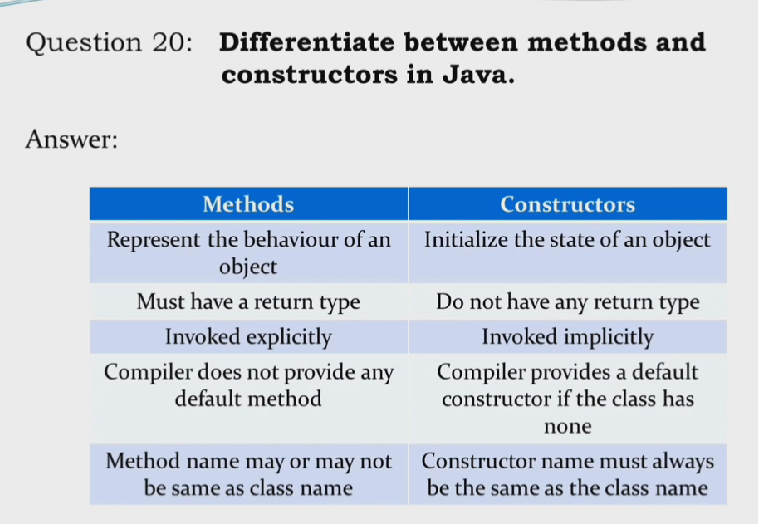 Question 20: Differentiate between methods and
constructors in Java.
Answer:
Methods Constructors
Represent the behaviour of an
object
Initialize the state of an object
Must have a return type Do not have any return type
Invoked explicitly Invoked implicitly
Compiler does not provide any
default method
Compiler provides a default
constructor if the class has
none
Method name may or may not
be same as class name
Constructor name must always
be the same as the class name